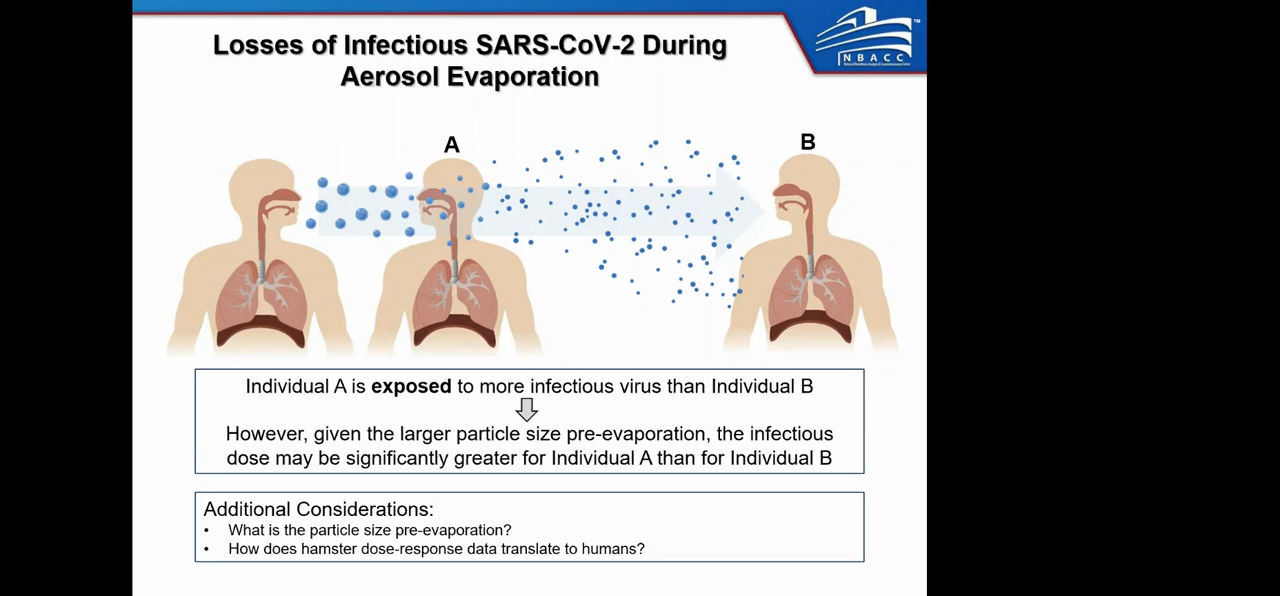 Losses of Infectious SARS-CoV-2 During
Aerosol Evaporation
NBACC
TM
A
B
Individual A is exposed to more infectious virus than Individual B
However, given the larger particle size pre-evaporation, the infectious
dose may be significantly greater for Individual A than for Individual B
Additional Considerations:
• What is the particle size pre-evaporation?
• How does hamster dose-response data translate to humans?